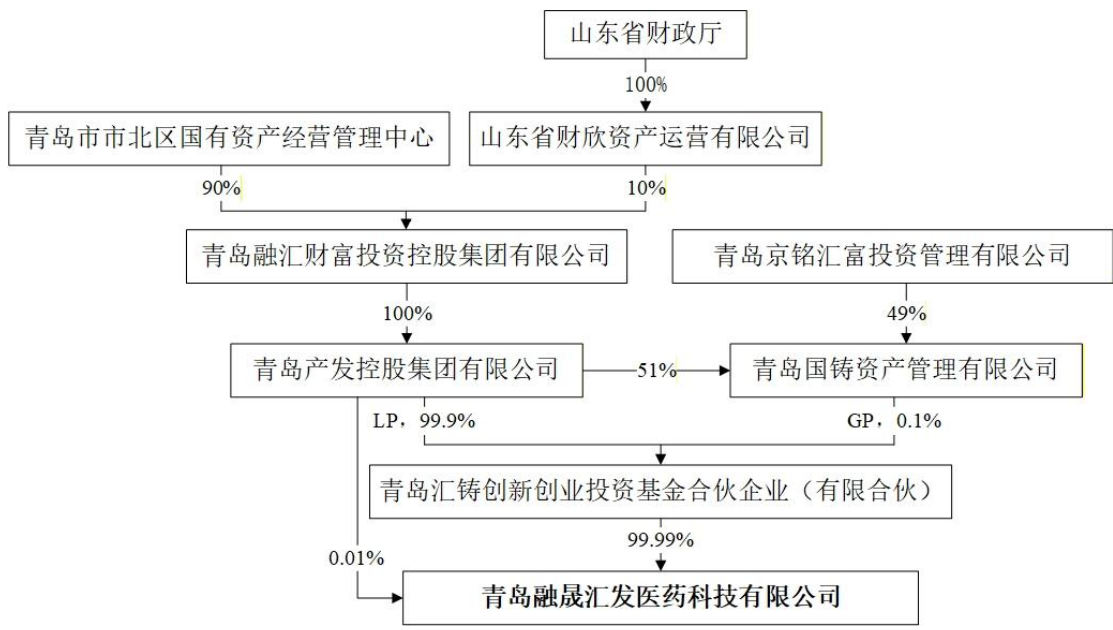 山东省财政厅
100%
青岛市市北区国有资产经营管理中心
山东省财欣资产运营有限公司
90%
10%
青岛融汇财富投资控股集团有限公司
青岛京铭汇富投资管理有限公司
100%
49%
青岛产发控股集团有限公司
51%
青岛国铸资产管理有限公司
LP，99.9%
GP，0.1%
青岛汇铸创新创业投资基金合伙企业（有限合伙）
99.99%
0.01%
青岛融晟汇发医药科技有限公司